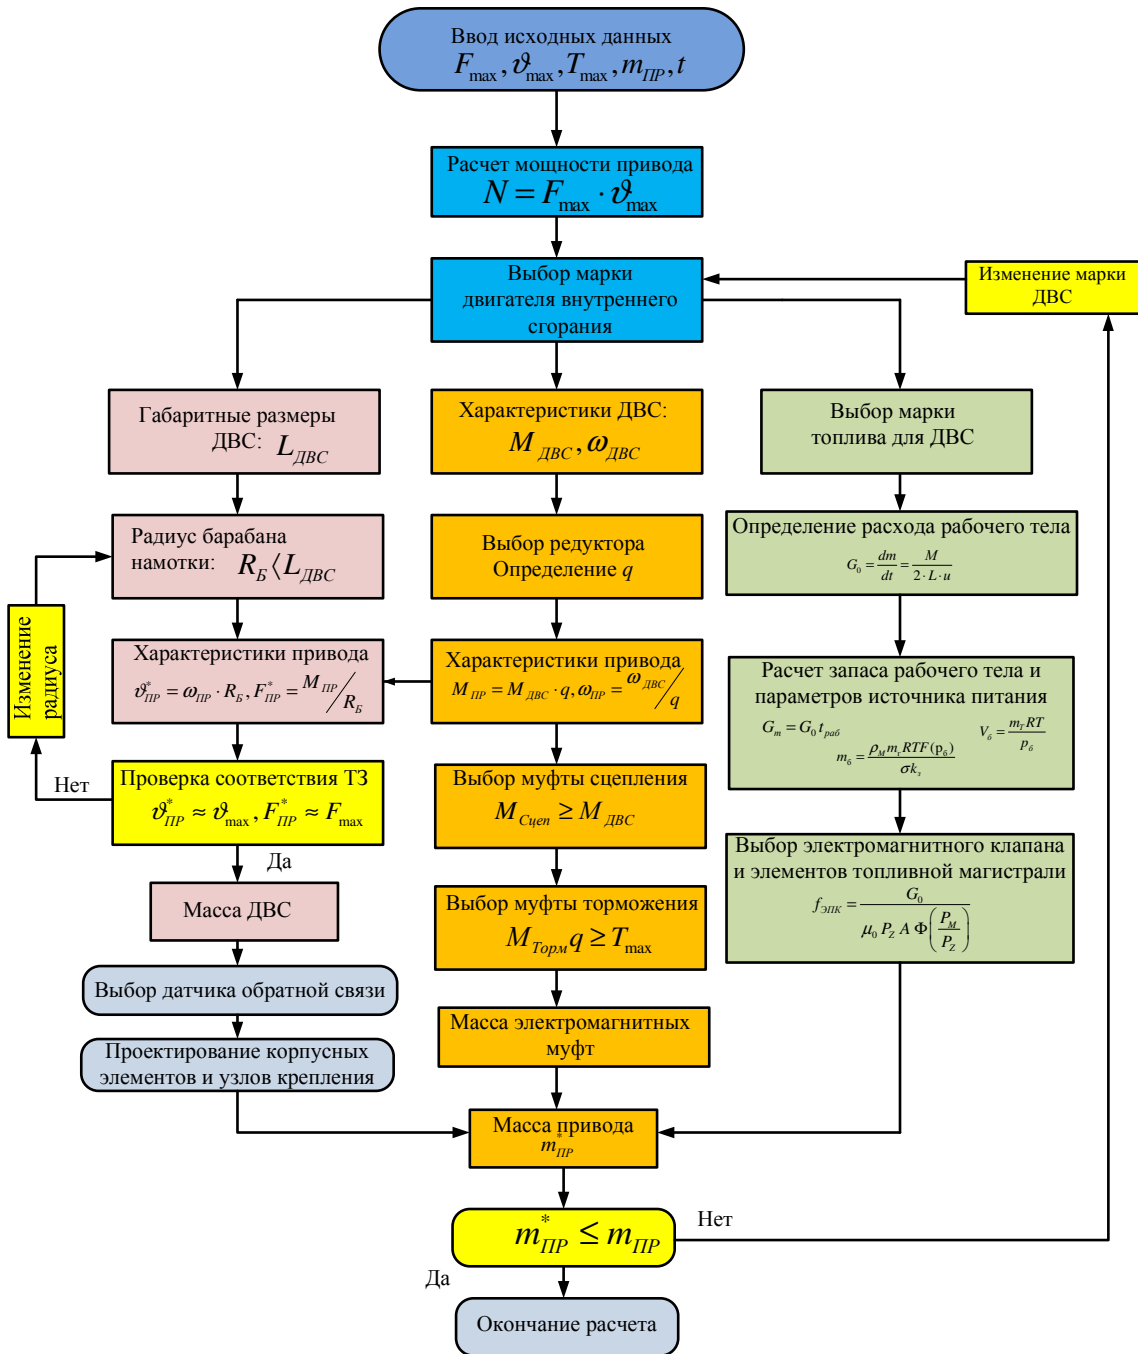 Ввод исходных данных
F_max, ϑ_max, T_max, m_ПР, t
Расчет мощности привода
N = F_max · ϑ_max
Выбор марки
двигателя внутреннего
сгорания
Изменение марки
ДВС
Габаритные размеры
ДВС: L_ДВС
Характеристики ДВС:
M_ДВС, ω_ДВС
Выбор марки
топлива для ДВС
Радиус барабана
намотки: R_Б ⟨ L_ДВС
Выбор редуктора
Определение q
Определение расхода рабочего тела
G_0 = dm/dt = M/(2 · L · u)
Изменение
радиуса
Характеристики привода
ϑ*_ПР = ω_ПР · R_Б, F*_ПР = M_ПР/R_Б
Характеристики привода
M_ПР = M_ДВС · q, ω_ПР = ω_ДВС/q
Расчет запаса рабочего тела и
параметров источника питания
G_m = G_0 t_раб
V_б = m_Г RT/p_б
m_б = ρ_M m_г RTF(p_б)/(σk_з)
Нет
Проверка соответствия ТЗ
ϑ*_ПР ≈ ϑ_max, F*_ПР ≈ F_max
Да
Выбор муфты сцепления
M_Сцеп ≥ M_ДВС
Выбор электромагнитного клапана
и элементов топливной магистрали
f_ЭПК = G_0/(μ_0 P_Z A Φ(P_M/P_Z))
Масса ДВС
Выбор муфты торможения
M_Торм q ≥ T_max
Выбор датчика обратной связи
Масса электромагнитных
муфт
Проектирование корпусных
элементов и узлов крепления
Масса привода
m*_ПР
m*_ПР ≤ m_ПР
Нет
Да
Окончание расчета